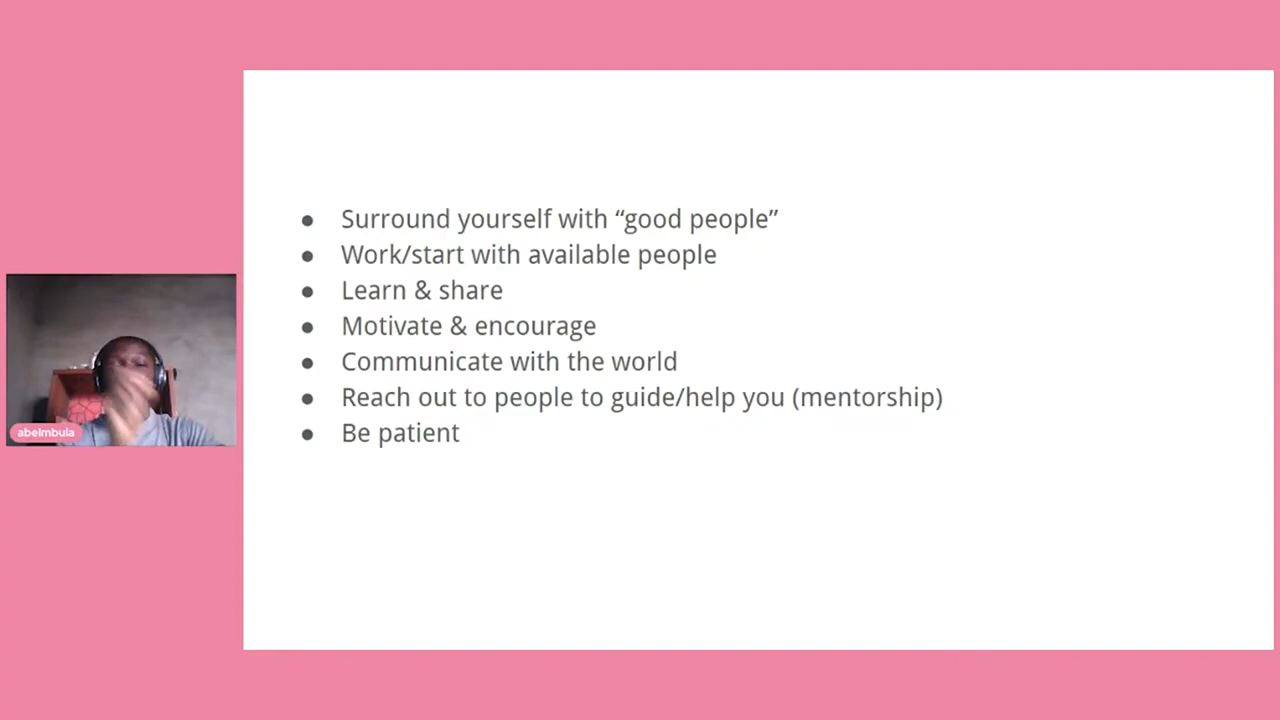 ● Surround yourself with “good people”
● Work/start with available people
● Learn & share
● Motivate & encourage
● Communicate with the world
● Reach out to people to guide/help you (mentorship)
● Be patient
abelmbula